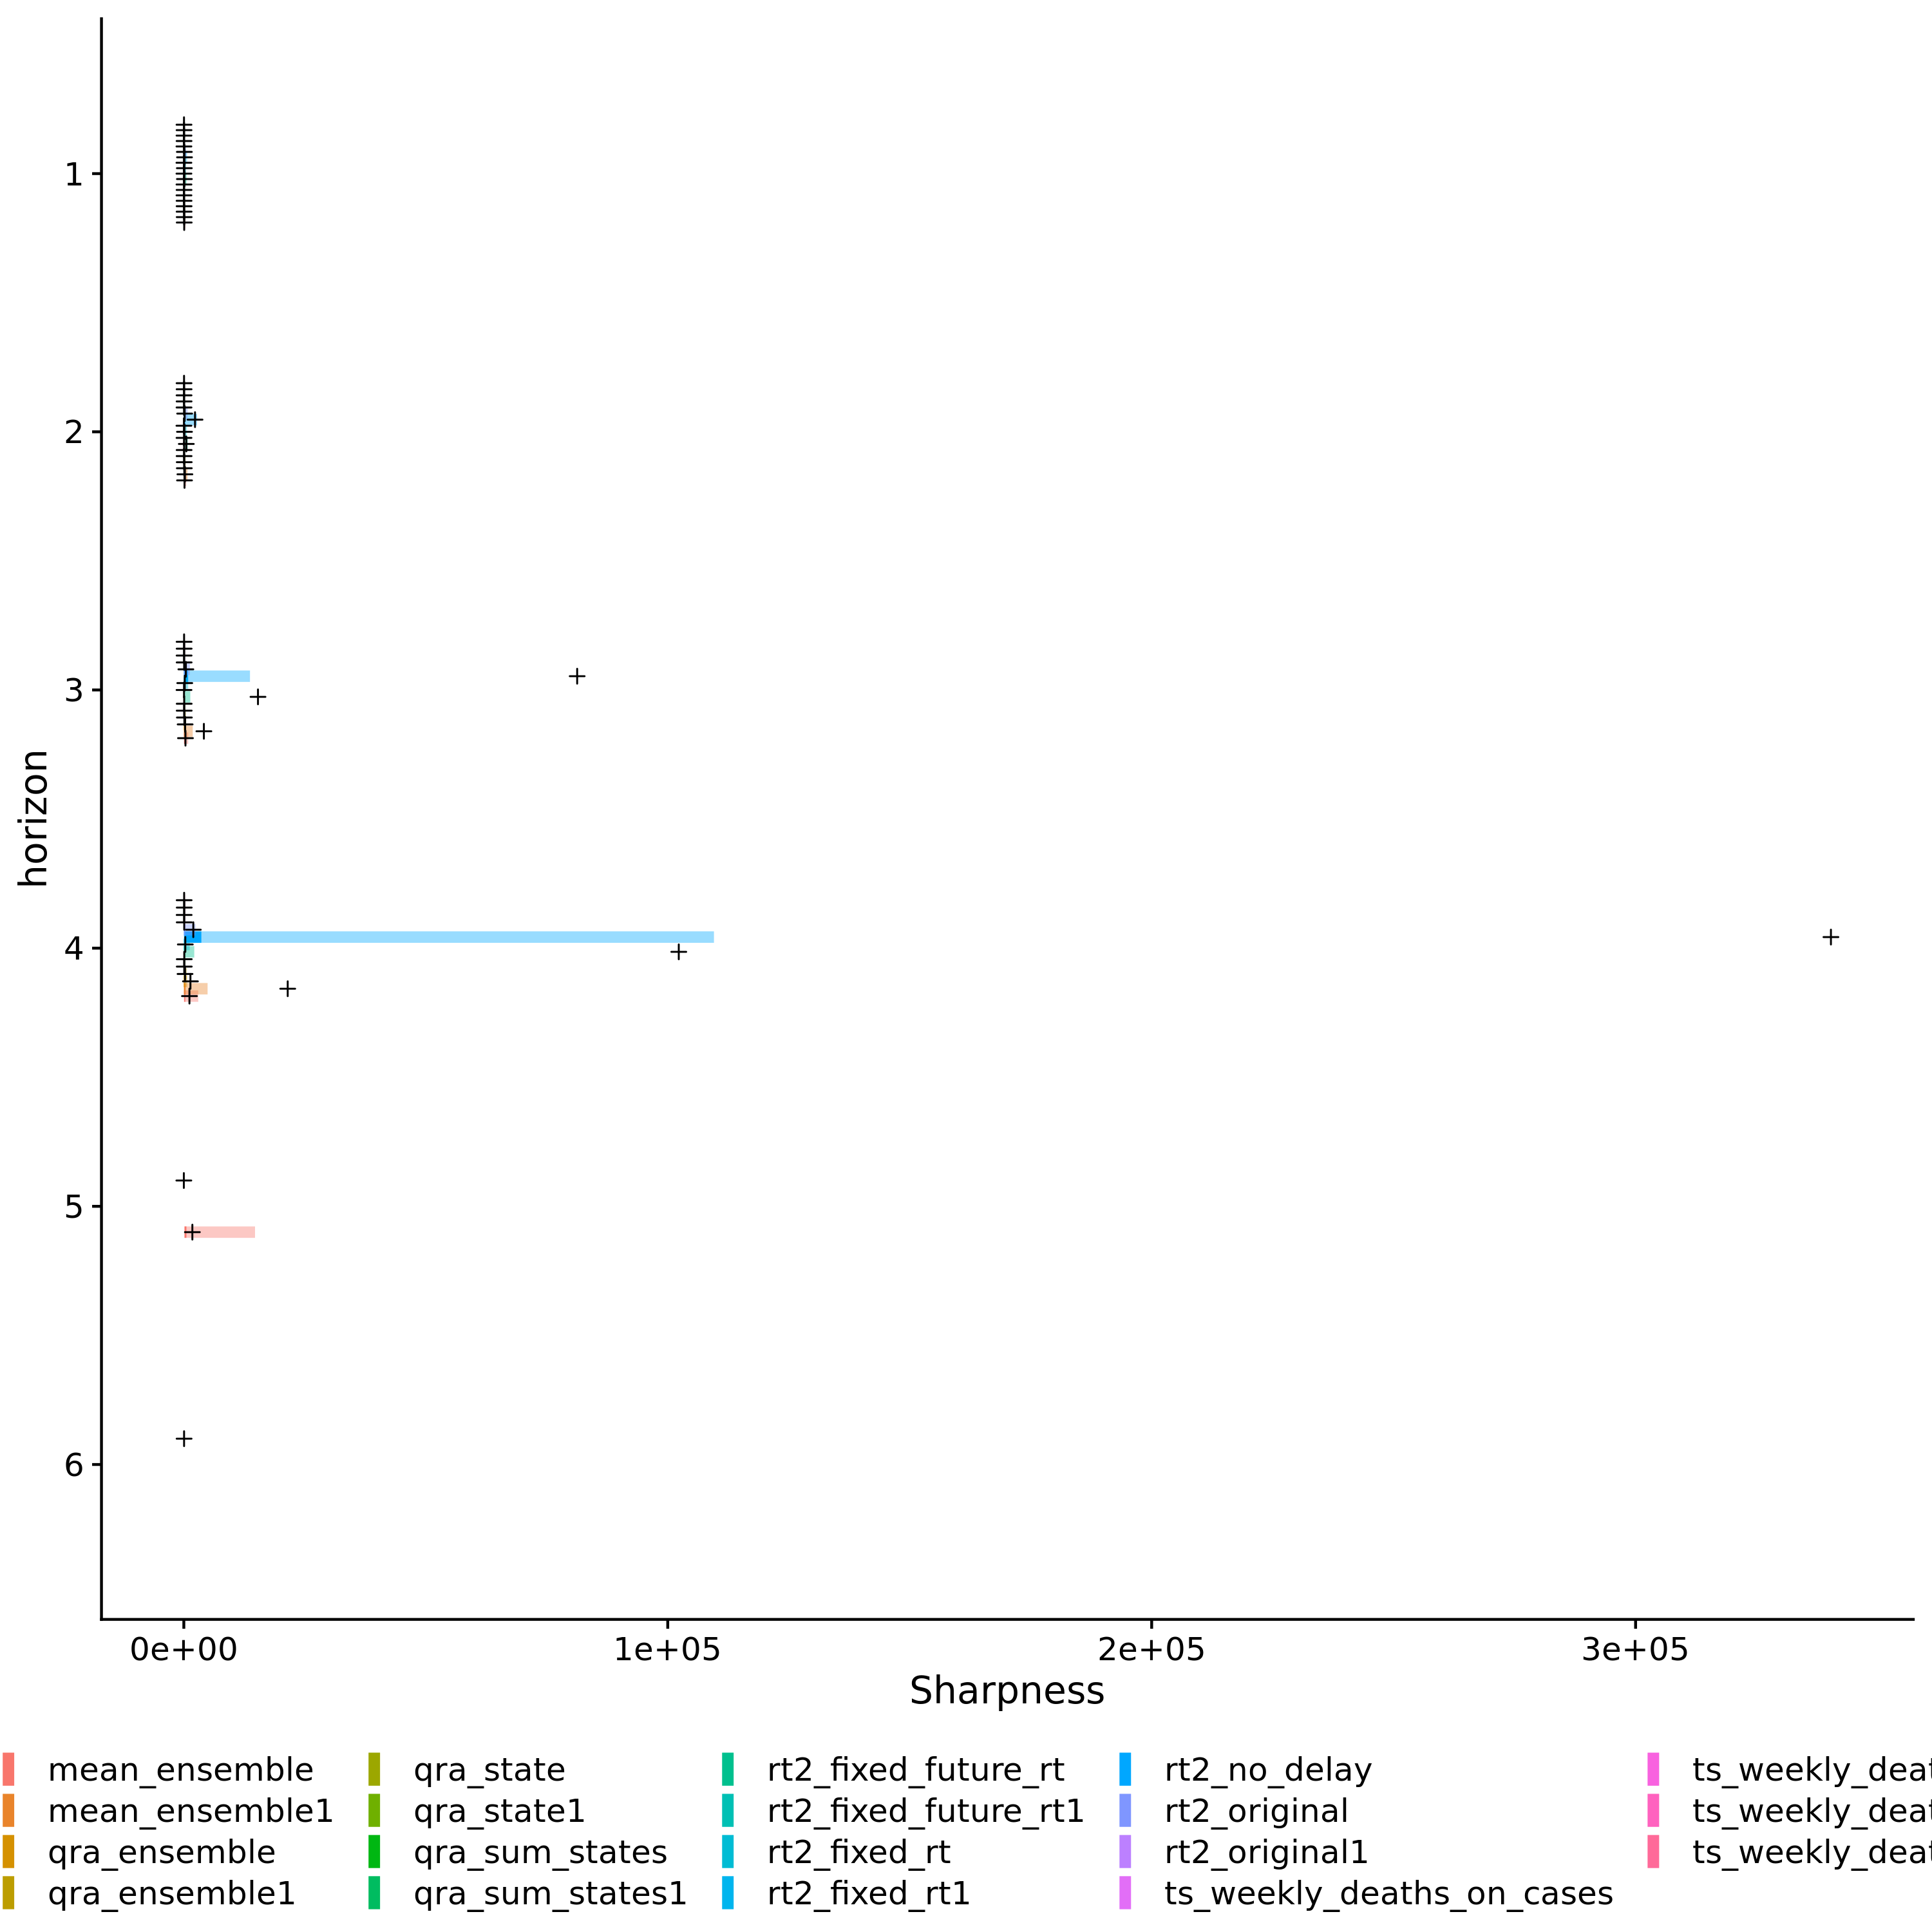 1
2
3
4
5
6
horizon
0e+00 1e+05 2e+05 3e+05
Sharpness
mean_ensemble qra_state rt2_fixed_future_rt rt2_no_delay
mean_ensemble1 qra_state1 rt2_fixed_future_rt1 rt2_original
qra_ensemble qra_sum_states rt2_fixed_rt rt2_original1
qra_ensemble1 qra_sum_states1 rt2_fixed_rt1 ts_weekly_deaths_on_cases